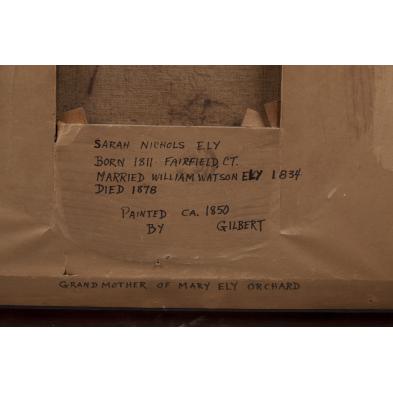 SARAH NICHOLS ELY
BORN 1811 FAIRFIELD, CT.
MARRIED WILLIAM WATSON ELY 1834
DIED 1878
PAINTED CA. 1850
BY GILBERT
GRANDMOTHER OF MARY ELY ORCHARD